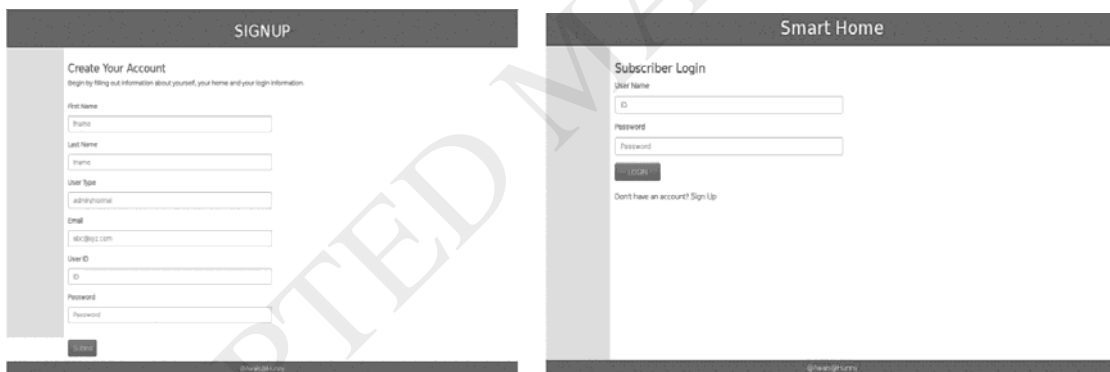 SIGNUP
Create Your Account
Begin by filling out information about yourself, your home and your login information.
First Name
fname
Last Name
User Type
admin/normal
Email
abc@xyz.com
User ID
ID
Password
Password
Submit
Smart Home
Subscriber Login
User Name
ID
Password
Password
LOGIN
Don't have an account? Sign Up
PTED MA